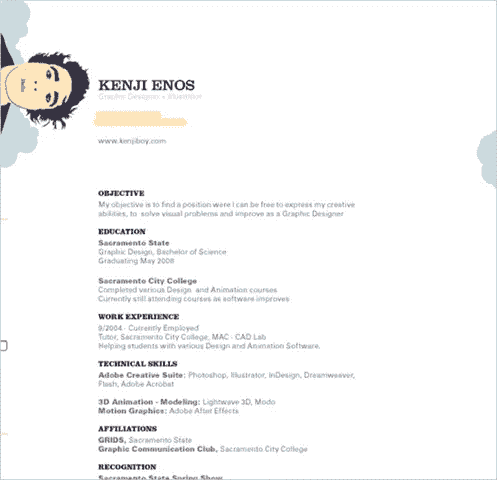 KENJI ENOS
Graphic Designer + Illustrator
www.kenjiboy.com
OBJECTIVE
My objective is to find a position were I can be free to express my creative
abilities, to solve visual problems and improve as a Graphic Designer
EDUCATION
Sacramento State
Graphic Design, Bachelor of Science
Graduating May 2008
Sacramento City College
Completed various Design and Animation courses
Currently still attending courses as software improves
WORK EXPERIENCE
9/2004 - Currently Employed
Tutor, Sacramento City College, MAC - CAD Lab
Helping students with various Design and Animation Software.
TECHNICAL SKILLS
Adobe Creative Suite: Photoshop, Illustrator, InDesign, Dreamweaver,
Flash, Adobe Acrobat
3D Animation - Modeling: Lightwave 3D, Modo
Motion Graphics: Adobe After Effects
AFFILIATIONS
GRIDS, Sacramento State
Graphic Communication Club, Sacramento City College
RECOGNITION
Sacramento State Spring Show